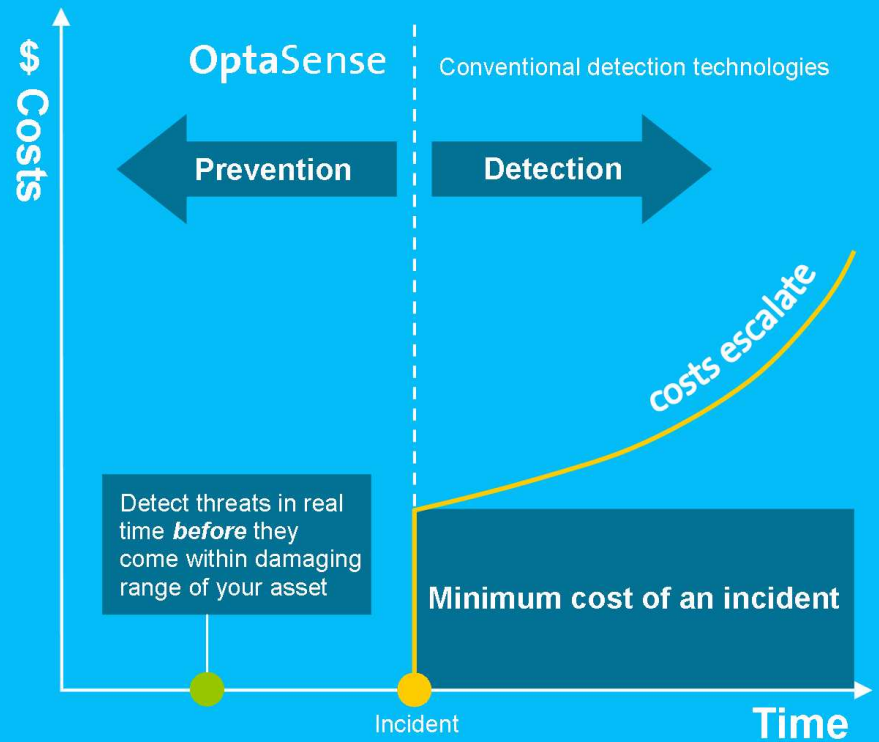 $ Costs
OptaSense
Conventional detection technologies
Prevention
Detection
costs escalate
Detect threats in real
time before they
come within damaging
range of your asset
Minimum cost of an incident
Incident
Time